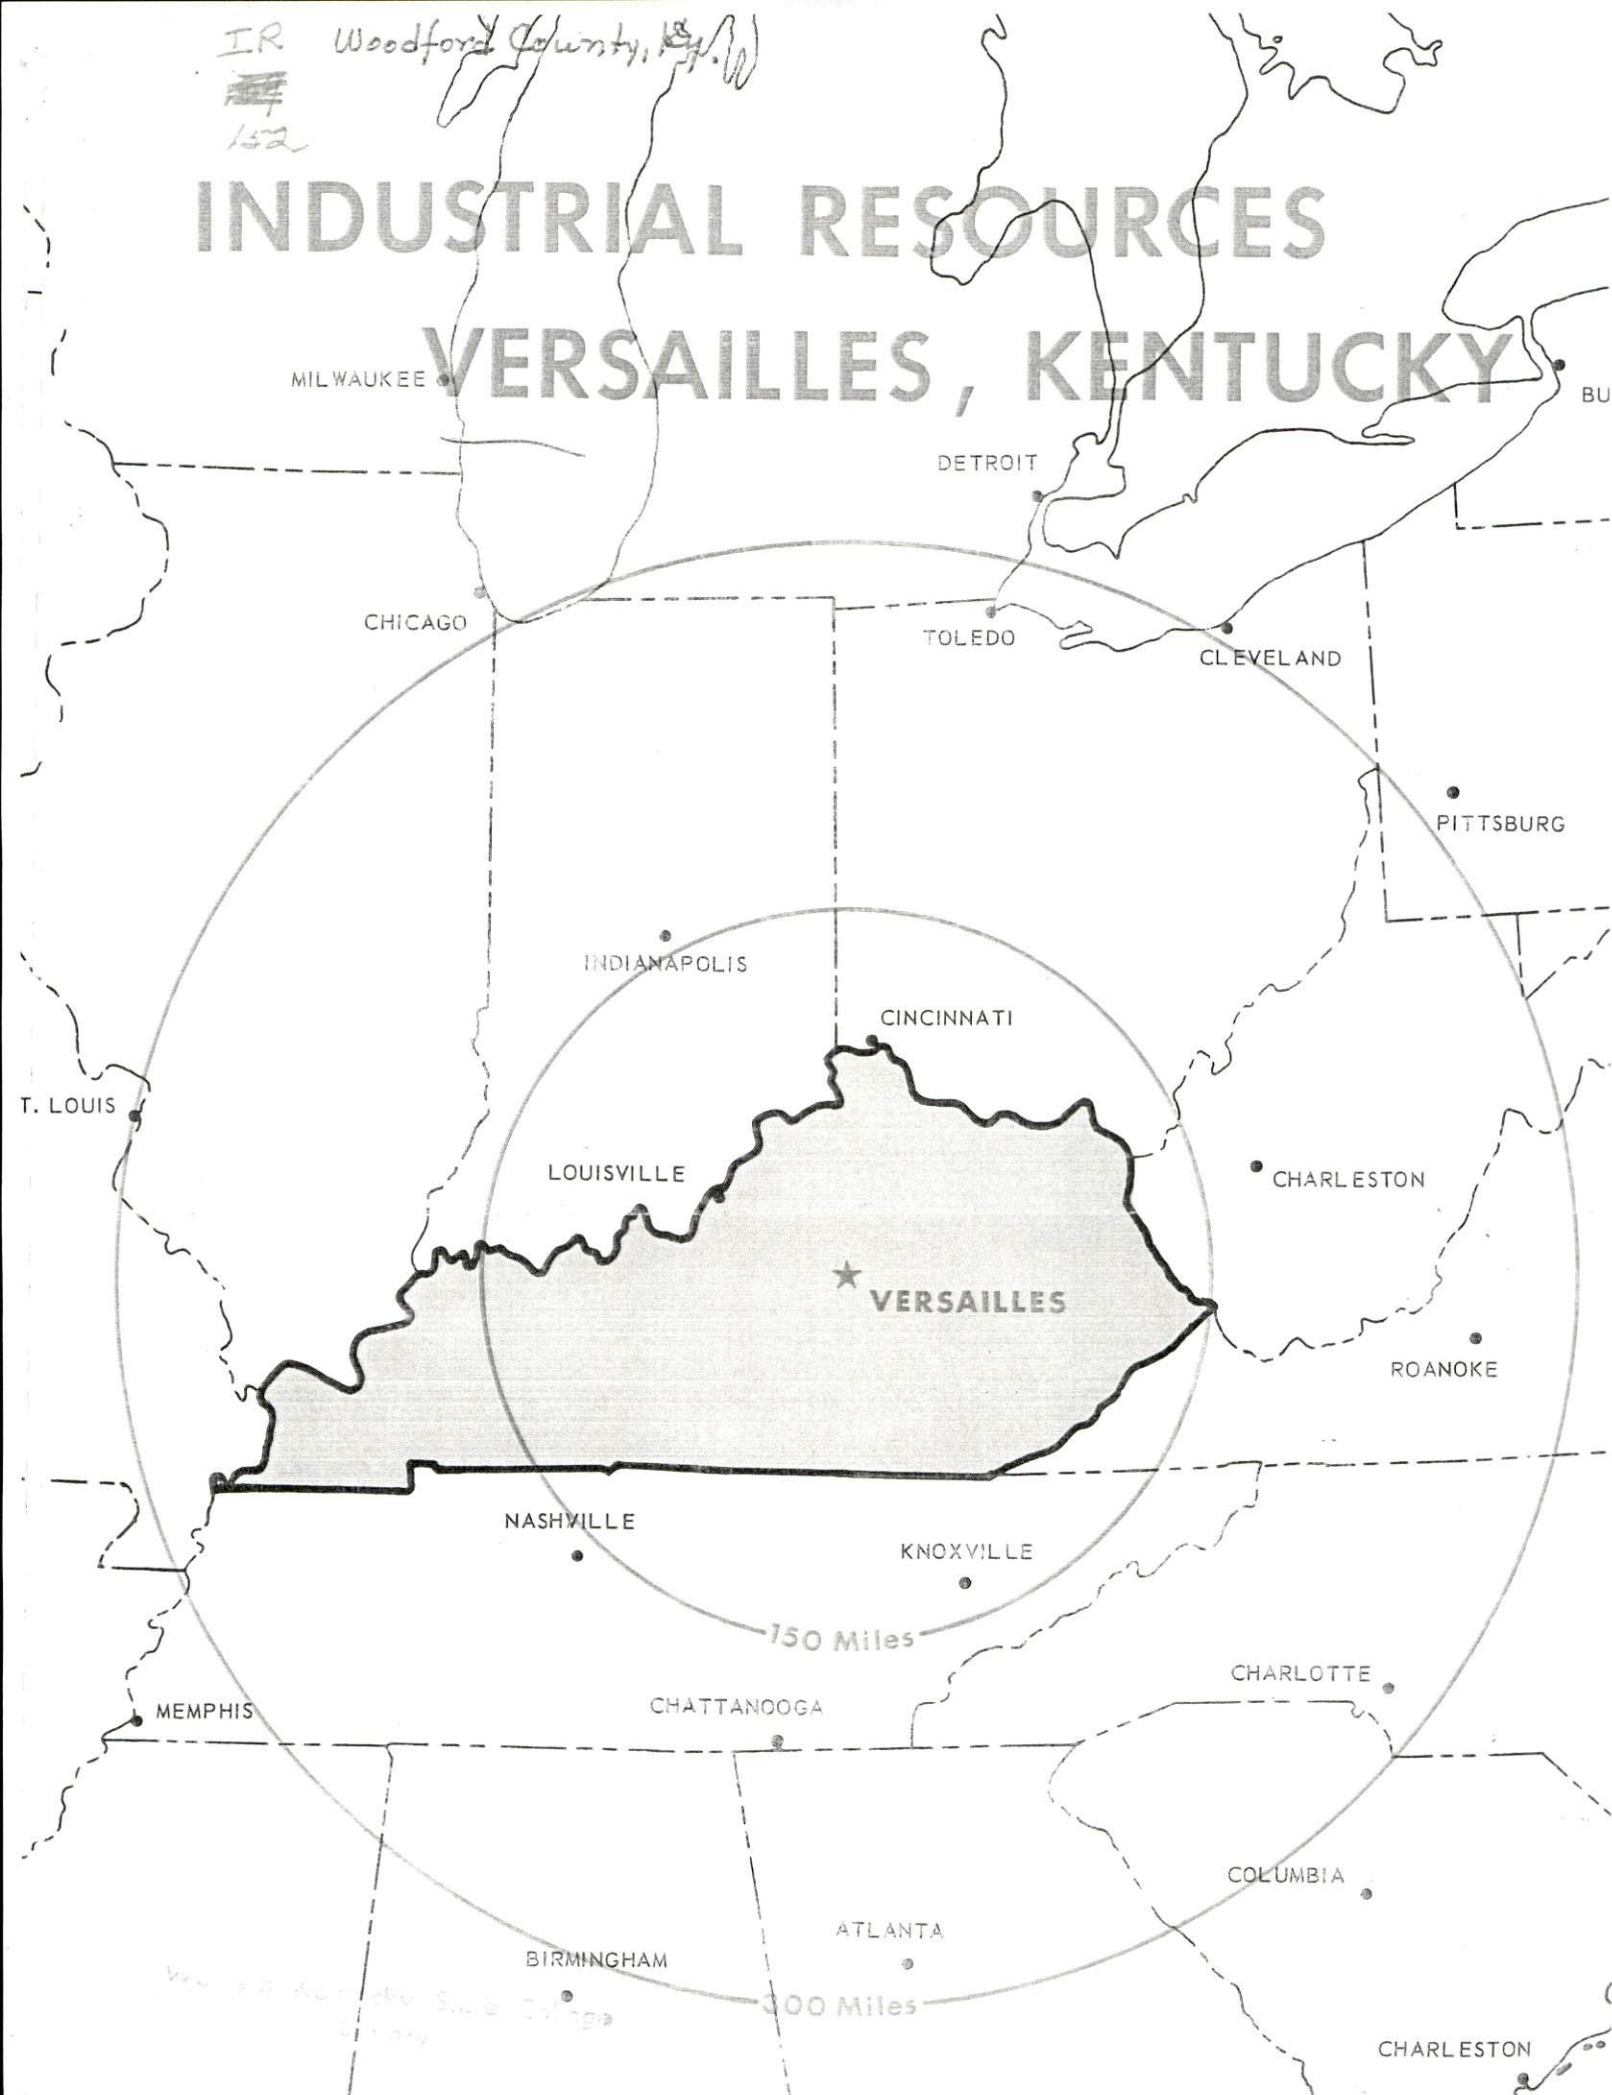 IR Woodford County, Ky.
152
INDUSTRIAL RESOURCES
VERSAILLES, KENTUCKY
MILWAUKEE
BU
DETROIT
CHICAGO
TOLEDO
CLEVELAND
PITTSBURG
INDIANAPOLIS
CINCINNATI
T. LOUIS
LOUISVILLE
CHARLESTON
VERSAILLES
ROANOKE
NASHVILLE
KNOXVILLE
150 Miles
CHARLOTTE
MEMPHIS
CHATTANOOGA
COLUMBIA
ATLANTA
BIRMINGHAM
300 Miles
CHARLESTON